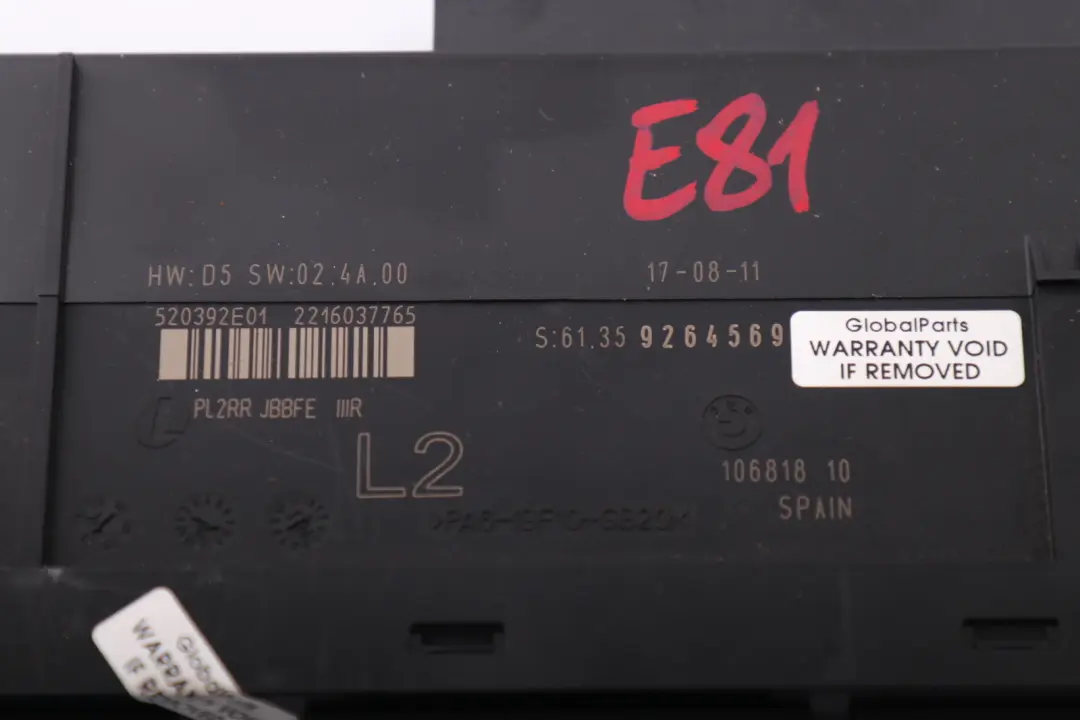 E81
HW:D5 SW:02.4A.00
17-08-11
520392E01 2216037765
S:61.35 9264569
GlobalParts
WARRANTY VOID
IF REMOVED
PL2RR JBBFE IIIR
L2
106818 10
SPAIN